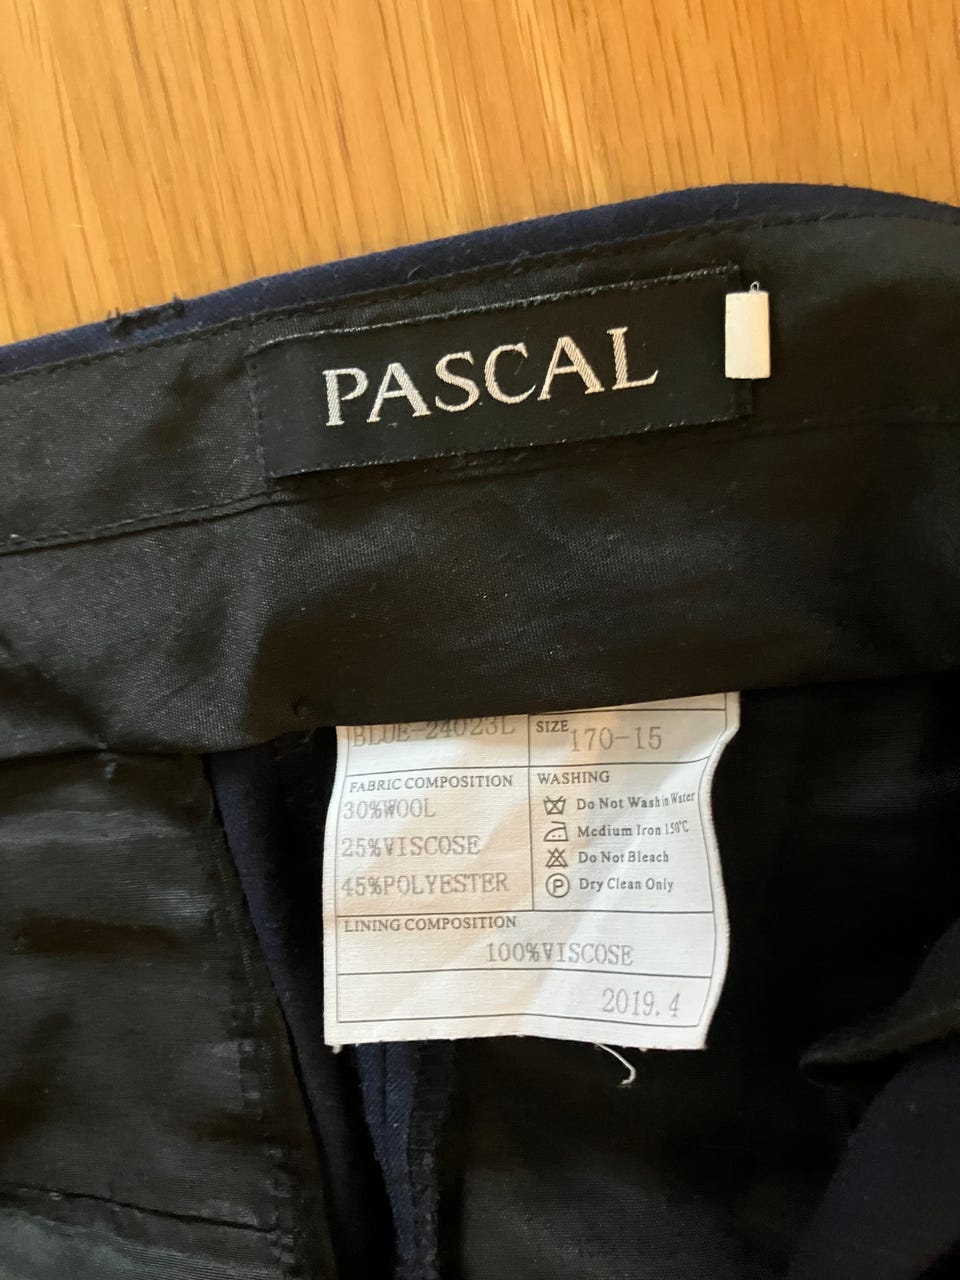 PASCAL
BLUE-24023L
SIZE 170-15
FABRIC COMPOSITION
30%WOOL
25%VISCOSE
45%POLYESTER
WASHING
Do Not Wash in Water
Medium Iron 150℃
Do Not Bleach
P Dry Clean Only
LINING COMPOSITION
100%VISCOSE
2019.4